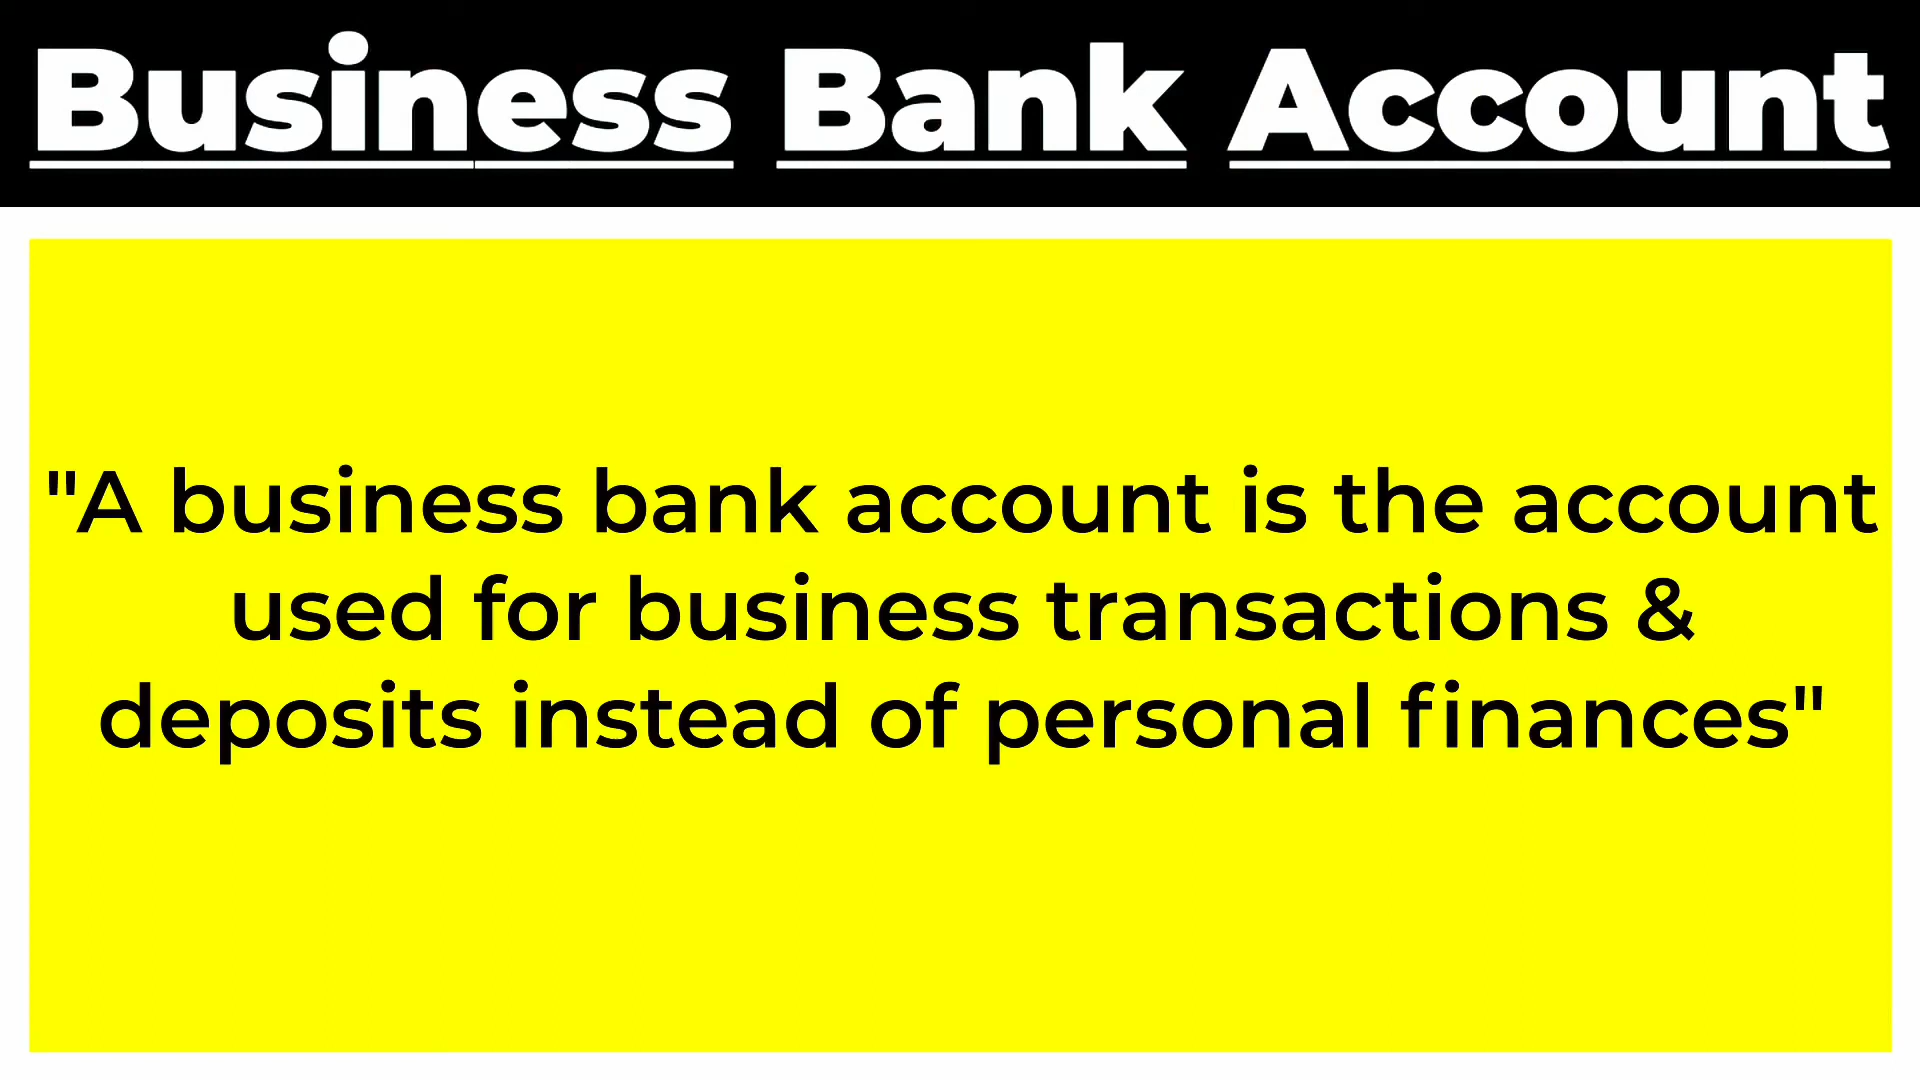 Business Bank Account
"A business bank account is the account
used for business transactions &
deposits instead of personal finances"